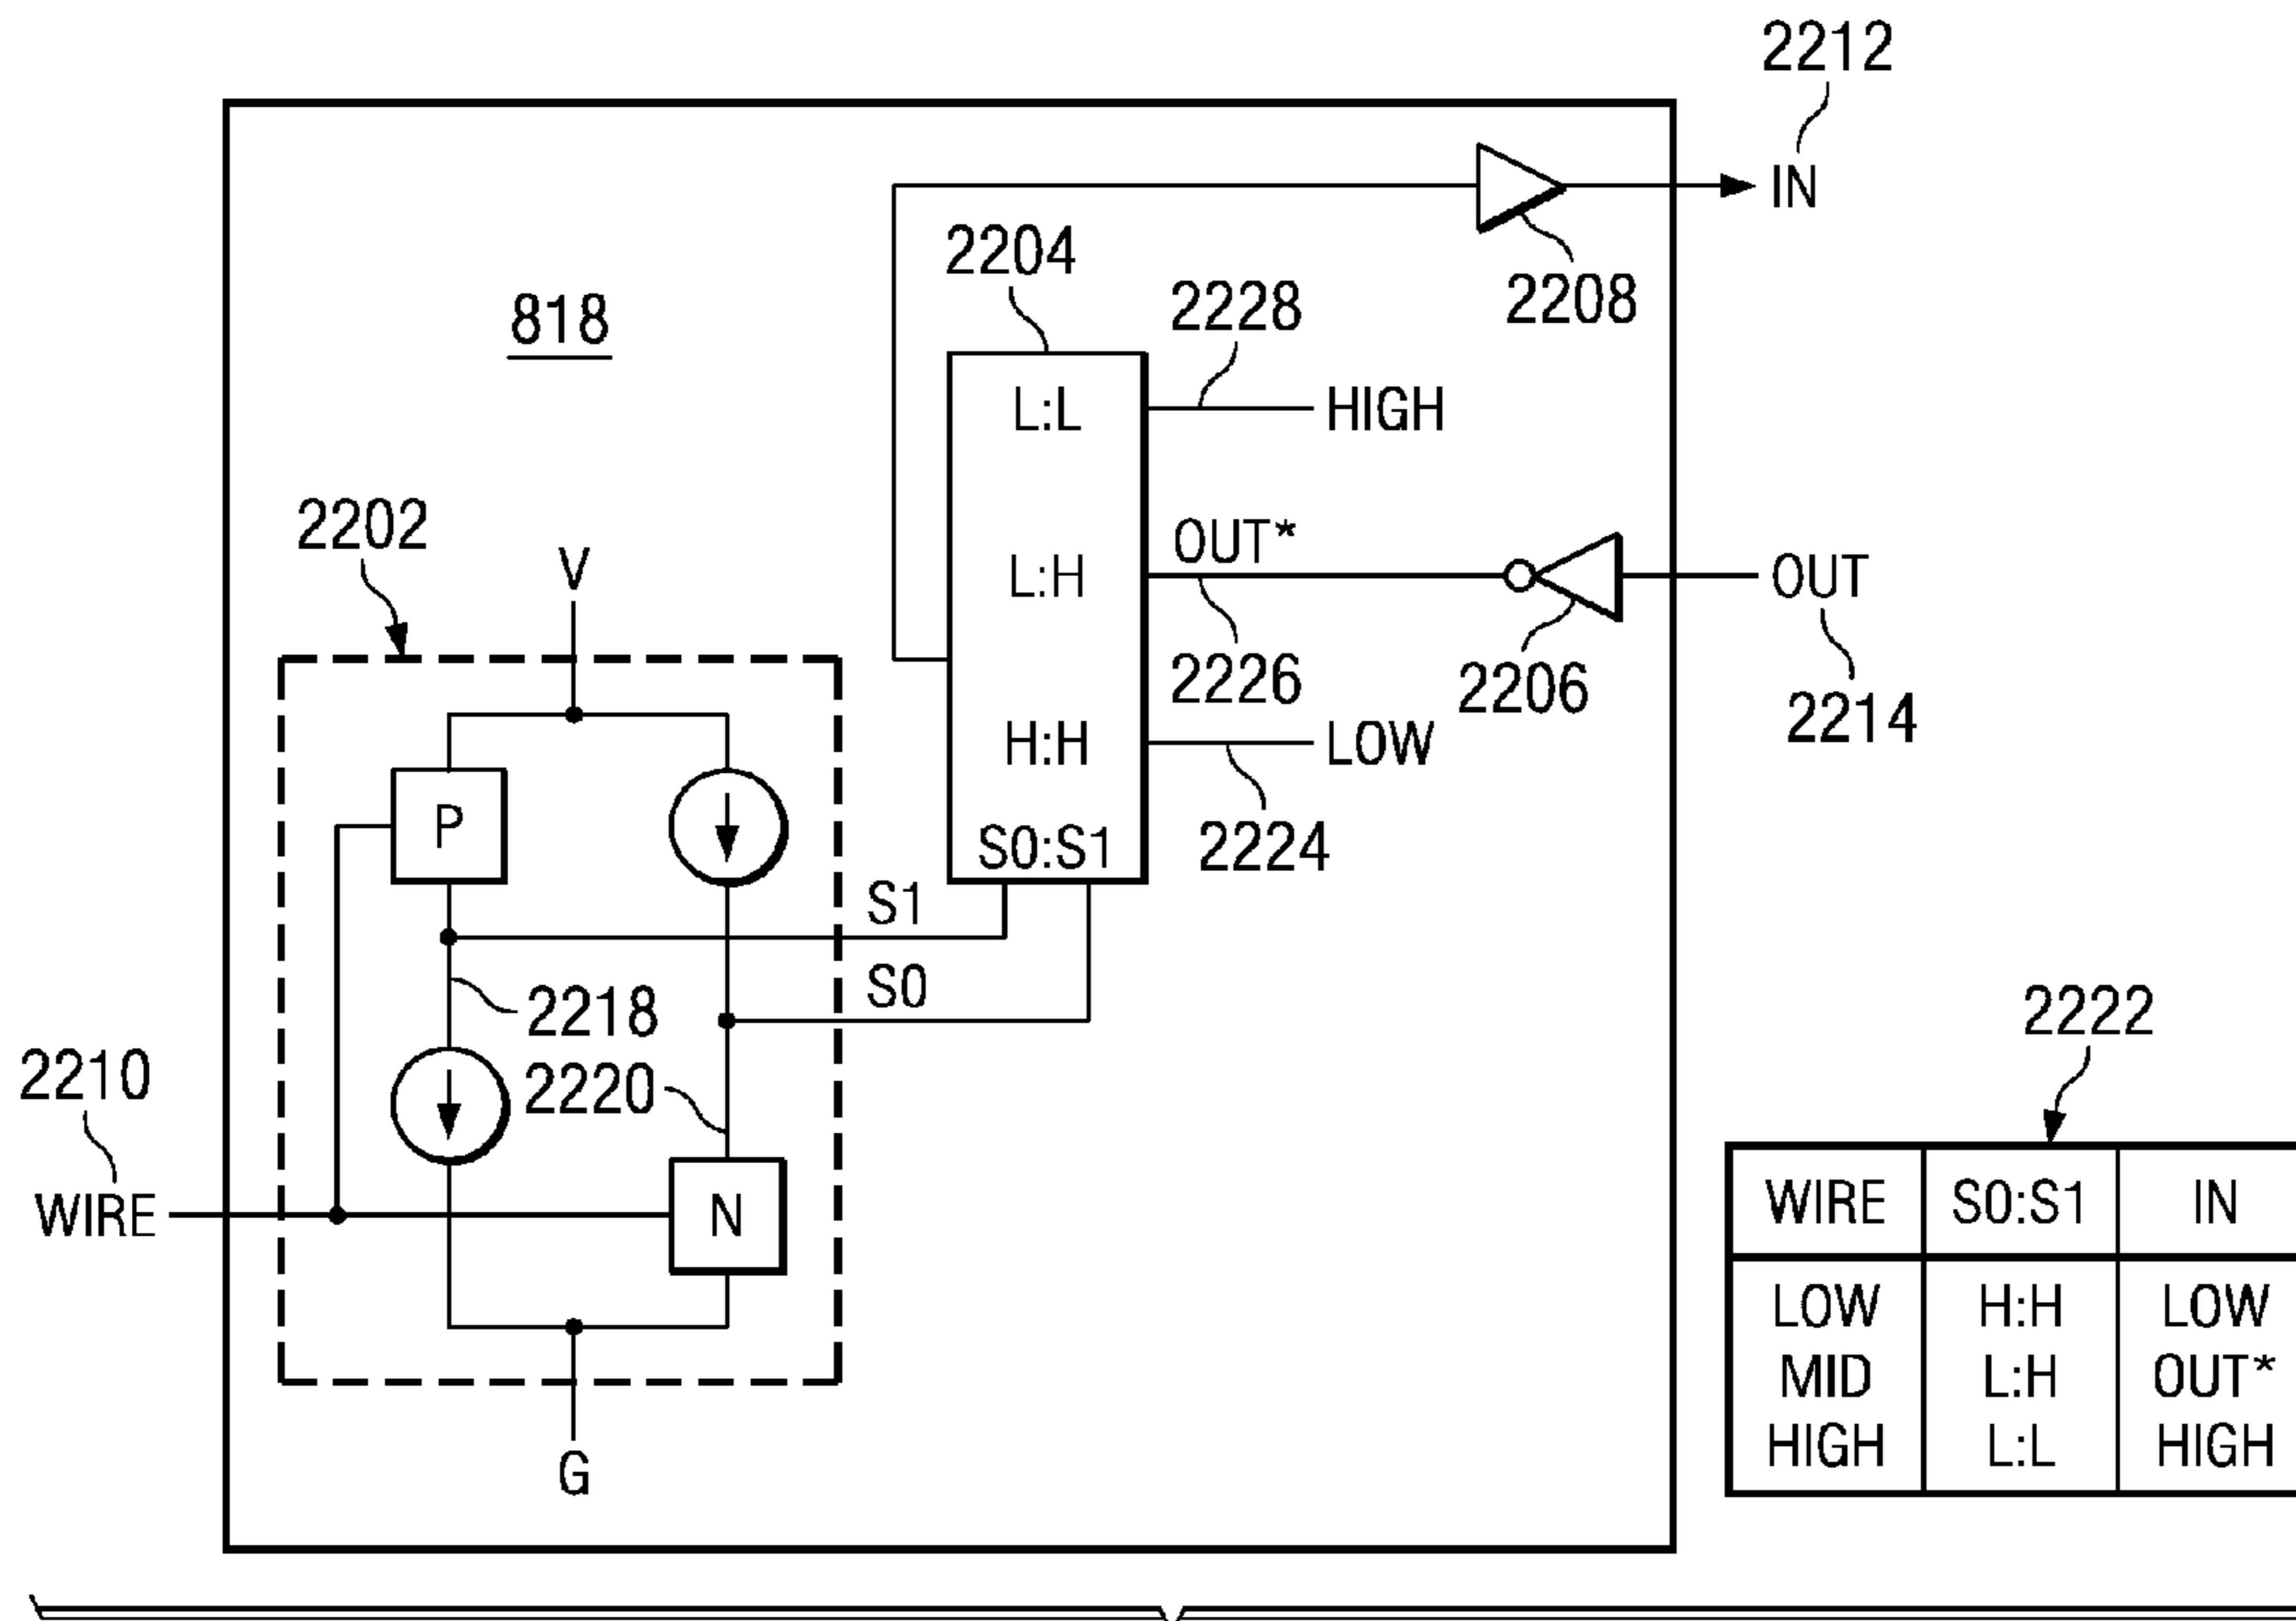 2212
IN
2204
2228
2208
818
L:L
HIGH
2202
V
OUT*
L:H
OUT
2226
2206
2214
H:H
LOW
P
S0:S1
2224
S1
S0
2218
2222
2210
2220
WIRE
N
G
WIRE S0:S1 IN
LOW H:H LOW
MID L:H OUT*
HIGH L:L HIGH